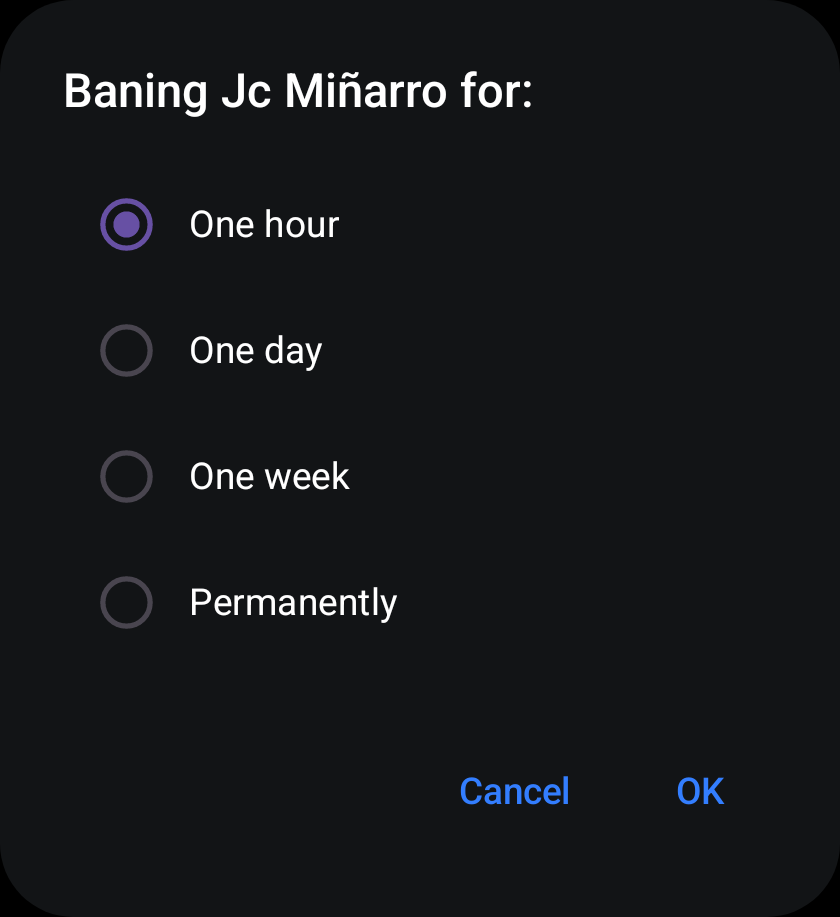 Baning Jc Miñarro for:
One hour
One day
One week
Permanently
Cancel
OK